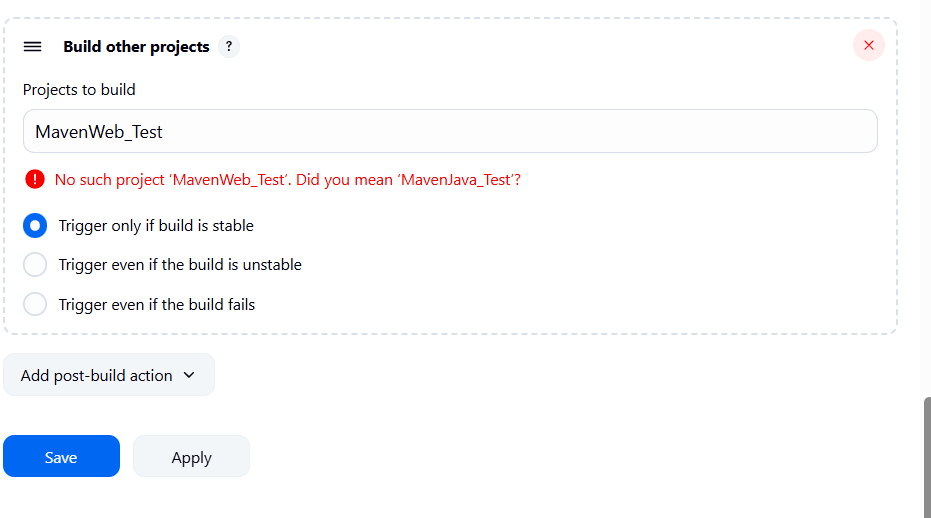 Build other projects ?
Projects to build
MavenWeb_Test
No such project ‘MavenWeb_Test’. Did you mean ‘MavenJava_Test’?
Trigger only if build is stable
Trigger even if the build is unstable
Trigger even if the build fails
Add post-build action
Save Apply